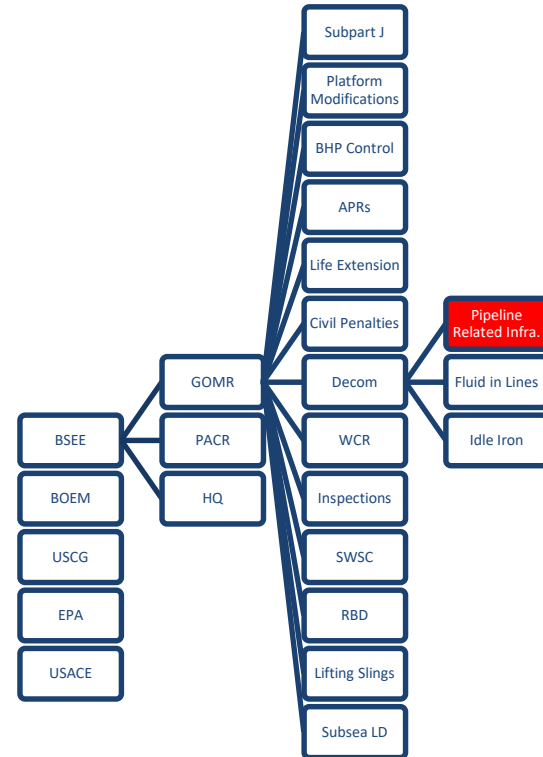 BSEE
BOEM
USCG
EPA
USACE
GOMR
PACR
HQ
Subpart J
Platform
Modifications
BHP Control
APRs
Life Extension
Civil Penalties
Decom
WCR
Inspections
SWSC
RBD
Lifting Slings
Subsea LD
Pipeline
Related Infra.
Fluid in Lines
Idle Iron